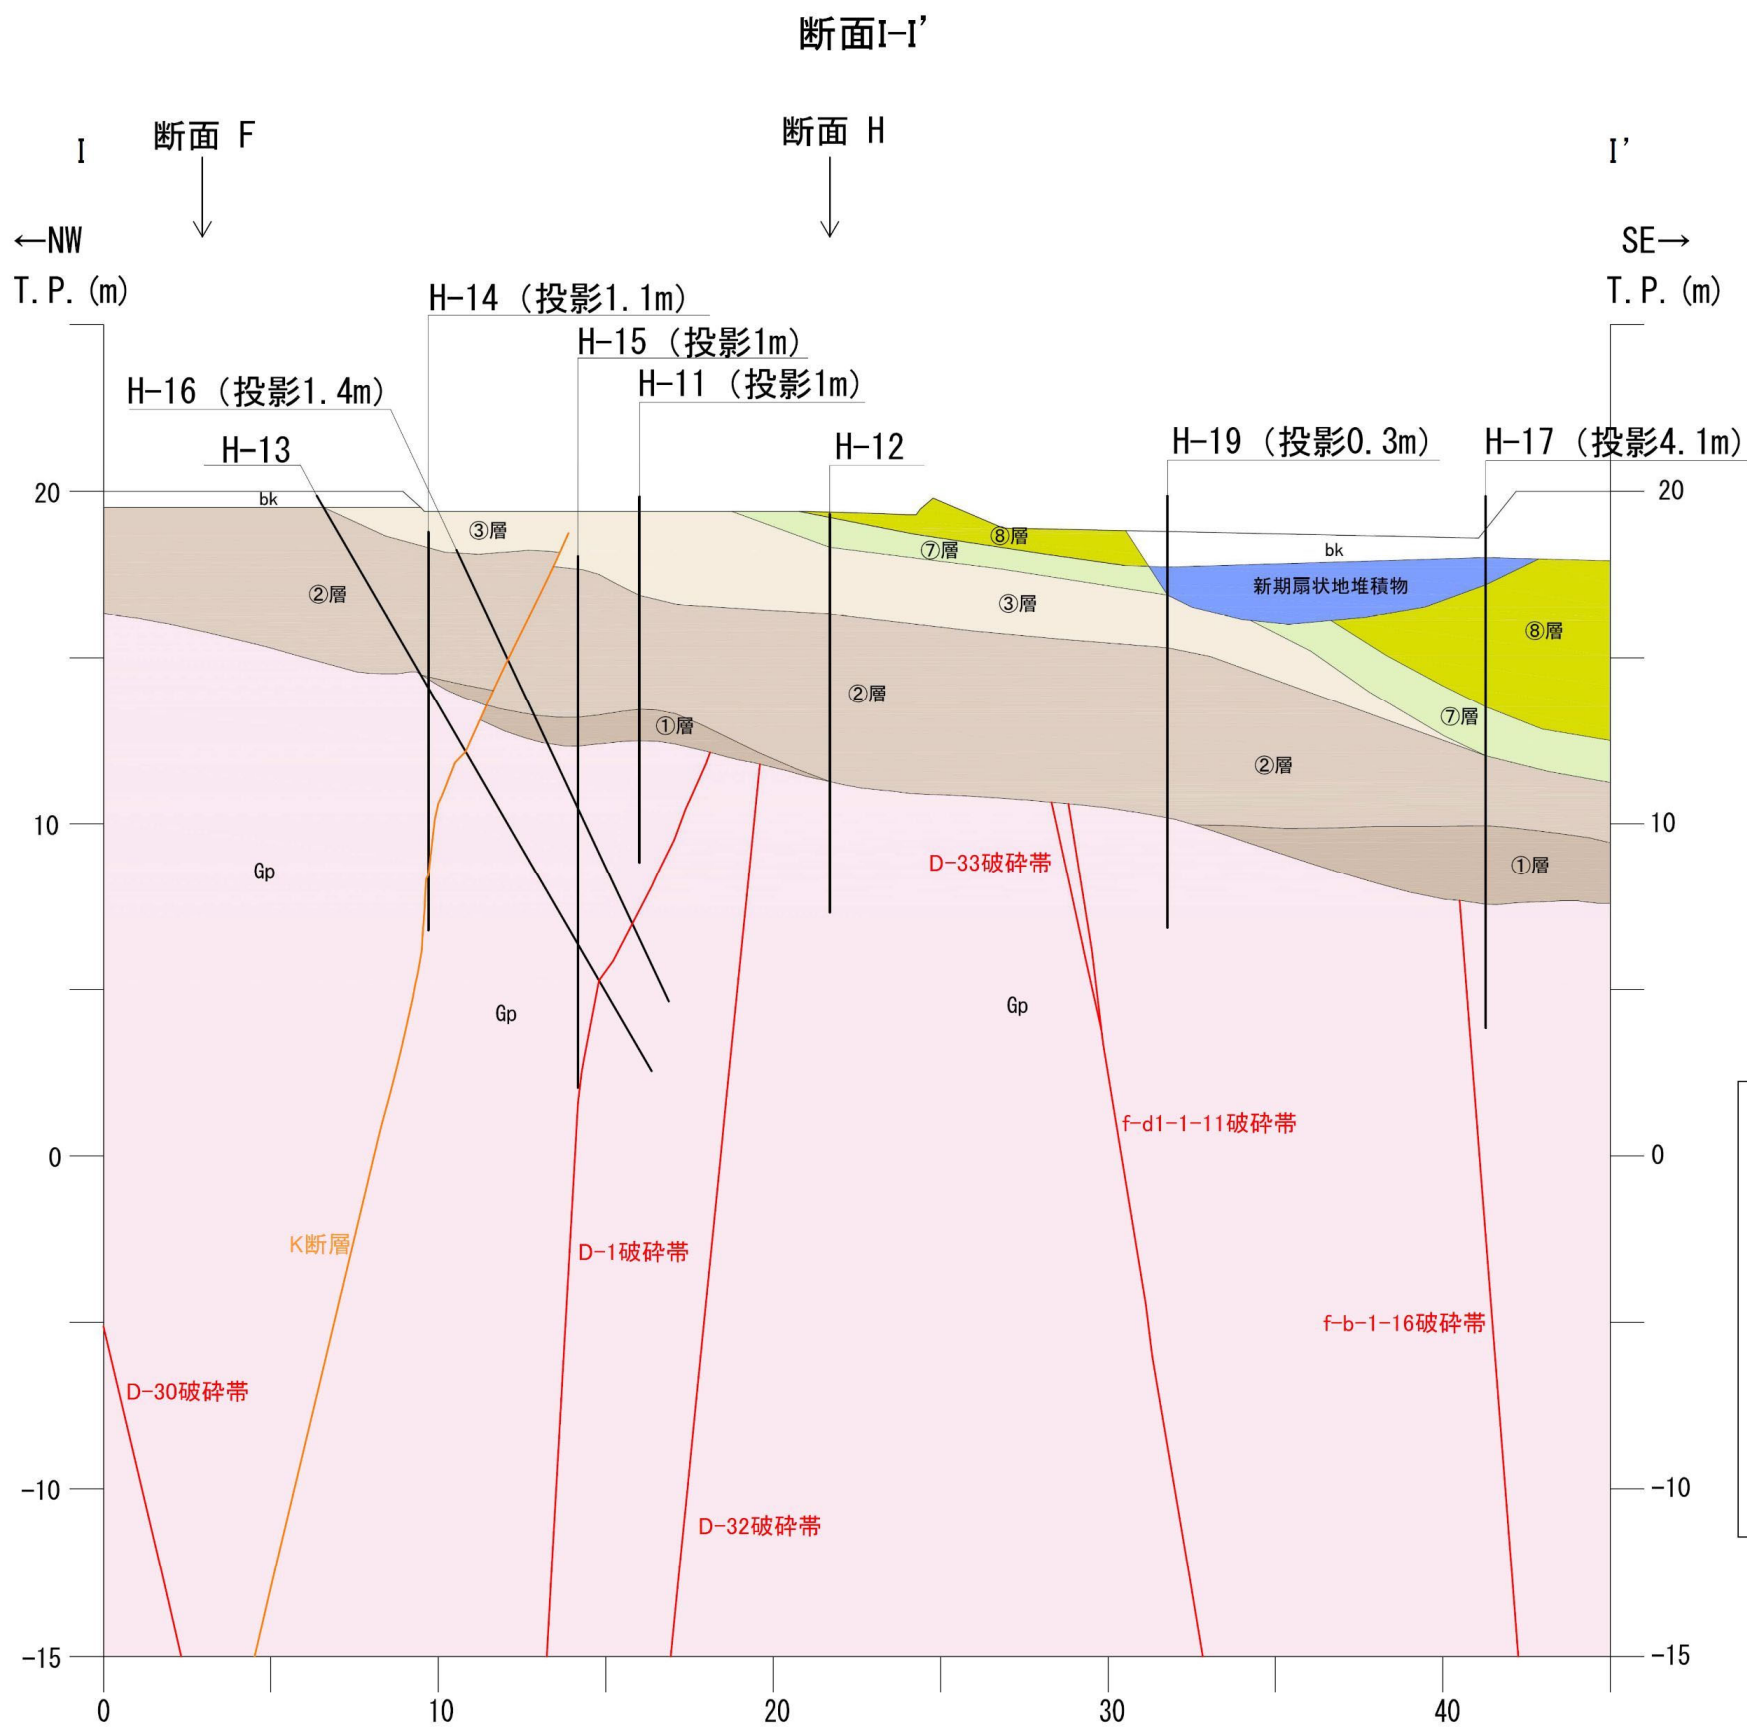 断面I-I’
I
断面 F
断面 H
I’
←NW
SE→
T.P.(m)
T.P.(m)
H-14 (投影1.1m)
H-15 (投影1m)
H-16 (投影1.4m)
H-11 (投影1m)
H-13
H-12
H-19 (投影0.3m)
H-17 (投影4.1m)
20
bk
20
③層
⑧層
⑦層
bk
新期扇状地堆積物
②層
③層
⑧層
②層
⑦層
①層
②層
10
10
D-33破砕帯
①層
Gp
Gp
Gp
f-d1-1-11破砕帯
0
0
K断層
D-1破砕帯
f-b-1-16破砕帯
D-30破砕帯
-10
-10
D-32破砕帯
-15
-15
0
10
20
30
40